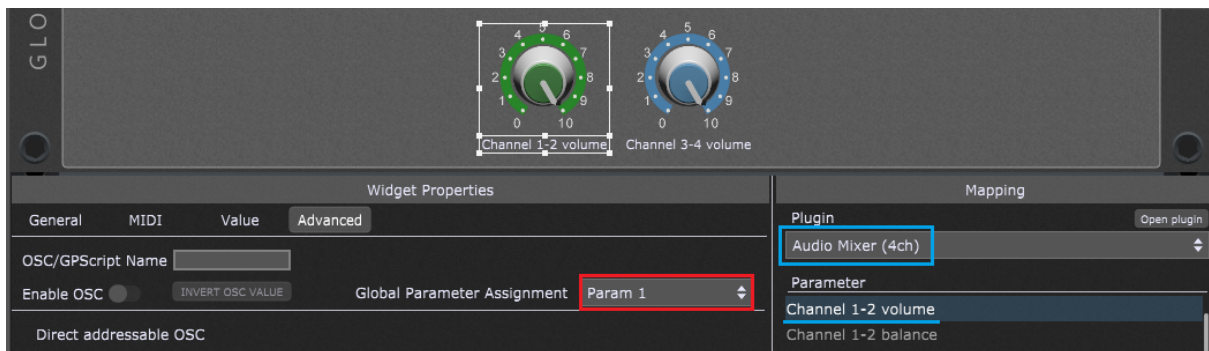 GLO
4 5 6
3 7
2 8
1 9
0 10
Channel 1-2 volume
4 5 6
3 7
2 8
1 9
0 10
Channel 3-4 volume
Widget Properties
General MIDI Value Advanced
OSC/GPScript Name
Enable OSC INVERT OSC VALUE Global Parameter Assignment Param 1
Direct addressable OSC
Mapping
Plugin Open plugin
Audio Mixer (4ch)
Parameter
Channel 1-2 volume
Channel 1-2 balance